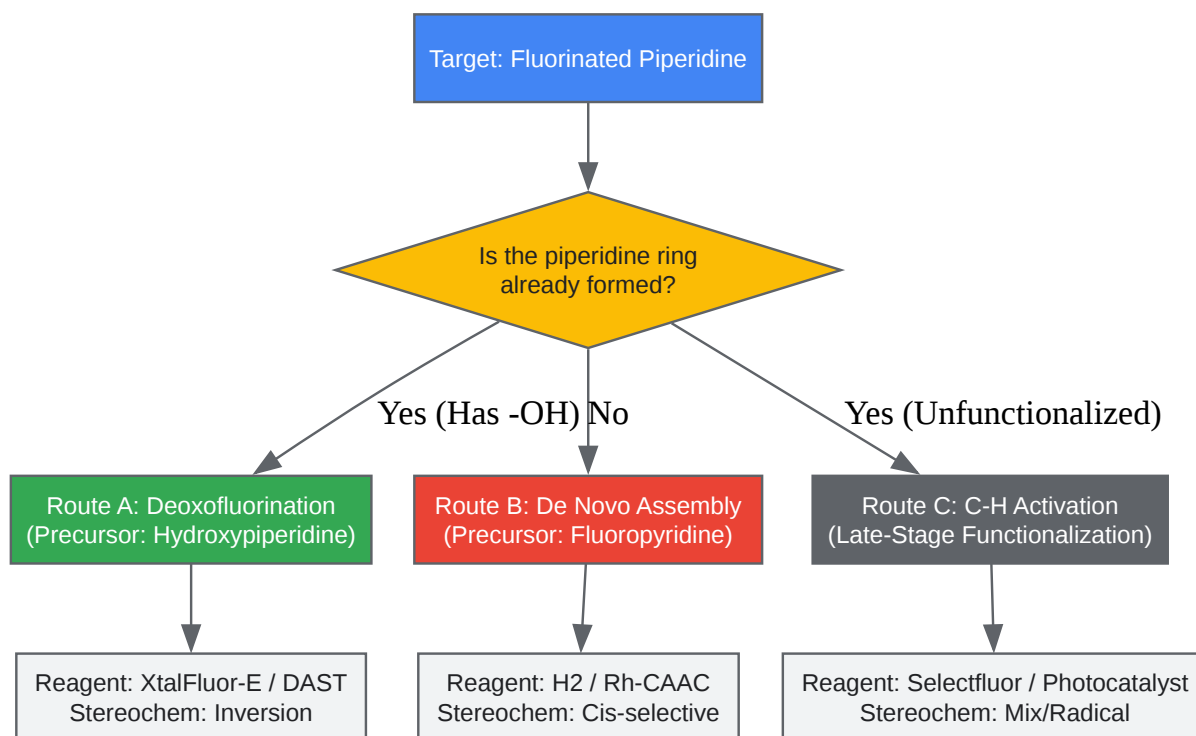 Target: Fluorinated Piperidine
Is the piperidine ring
already formed?
Yes (Has -OH)
No
Yes (Unfunctionalized)
Route A: Deoxofluorination
(Precursor: Hydroxypiperidine)
Route B: De Novo Assembly
(Precursor: Fluoropyridine)
Route C: C-H Activation
(Late-Stage Functionalization)
Reagent: XtalFluor-E / DAST
Stereochem: Inversion
Reagent: H2 / Rh-CAAC
Stereochem: Cis-selective
Reagent: Selectfluor / Photocatalyst
Stereochem: Mix/Radical